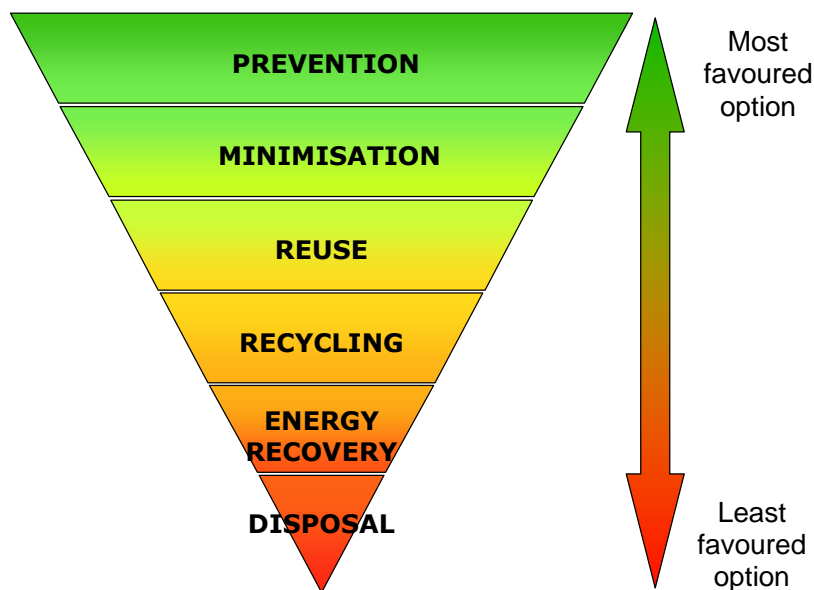 PREVENTION
MINIMISATION
REUSE
RECYCLING
ENERGY
RECOVERY
DISPOSAL
Most
favoured
option
Least
favoured
option